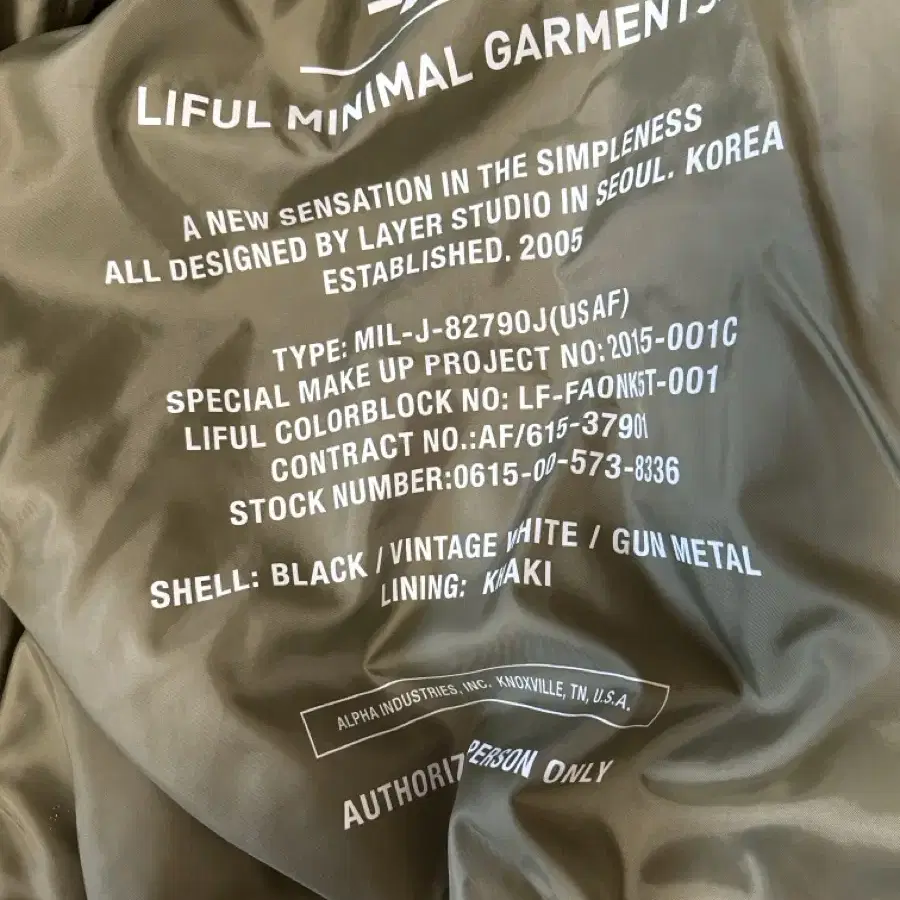 LIFUL MINIMAL GARMENTS
A NEW SENSATION IN THE SIMPLENESS
ALL DESIGNED BY LAYER STUDIO IN SEOUL. KOREA
ESTABLISHED. 2005
TYPE: MIL-J-82790J(USAF)
SPECIAL MAKE UP PROJECT NO:2015-001C
LIFUL COLORBLOCK NO: LF-FAONK5T-001
CONTRACT NO.:AF/615-37901
STOCK NUMBER:0615-00-573-8336
SHELL: BLACK / VINTAGE WHITE / GUN METAL
LINING: KHAKI
ALPHA INDUSTRIES, INC. KNOXVILLE, TN, U.S.A.
PERSON ONLY